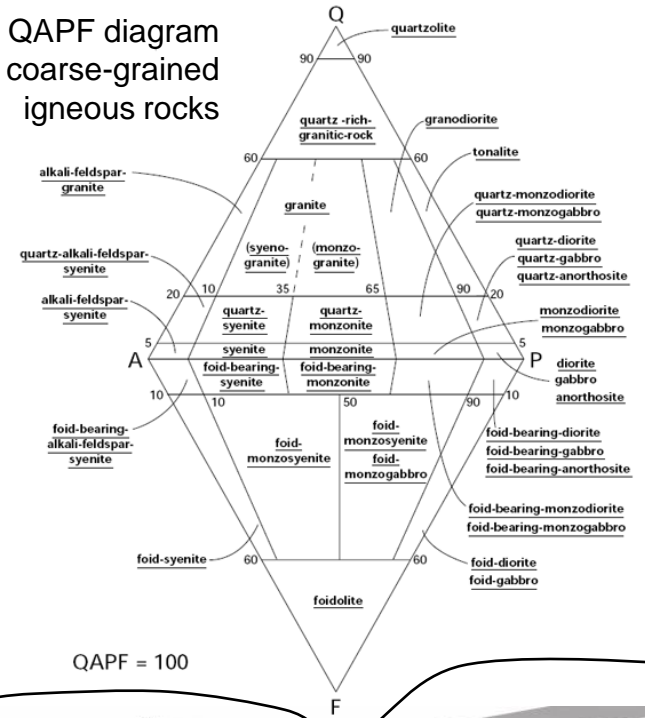 QAPF diagram
coarse-grained
igneous rocks
Q
quartzolite
90
90
quartz -rich-
granitic-rock
granodiorite
60
60
tonalite
alkali-feldspar-
granite
granite
quartz-monzodiorite
quartz-monzogabbro
(syeno-
granite)
(monzo-
granite)
quartz-diorite
quartz-gabbro
quartz-anorthosite
quartz-alkali-feldspar-
syenite
20
10
35
65
90
20
alkali-feldspar-
syenite
quartz-
syenite
quartz-
monzonite
monzodiorite
monzogabbro
5
syenite
monzonite
5
A
P
foid-bearing-
syenite
foid-bearing-
monzonite
diorite
gabbro
anorthosite
10
10
50
90
10
foid-bearing-
alkali-feldspar-
syenite
foid-
monzosyenite
foid-
monzosyenite
foid-
monzogabbro
foid-bearing-diorite
foid-bearing-gabbro
foid-bearing-anorthosite
foid-bearing-monzodiorite
foid-bearing-monzogabbro
foid-syenite
60
60
foid-diorite
foid-gabbro
foidolite
QAPF = 100
F